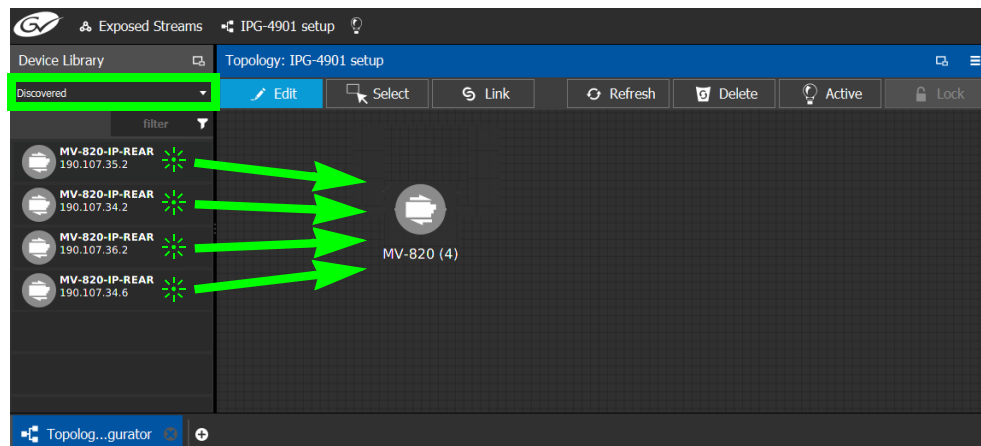 GV Exposed Streams IPG-4901 setup
Device Library
Topology: IPG-4901 setup
Discovered
Edit Select Link Refresh Delete Active Lock
filter
MV-820-IP-REAR
190.107.35.2
MV-820-IP-REAR
190.107.34.2
MV-820-IP-REAR
190.107.36.2
MV-820-IP-REAR
190.107.34.6
MV-820 (4)
Topolog...gurator